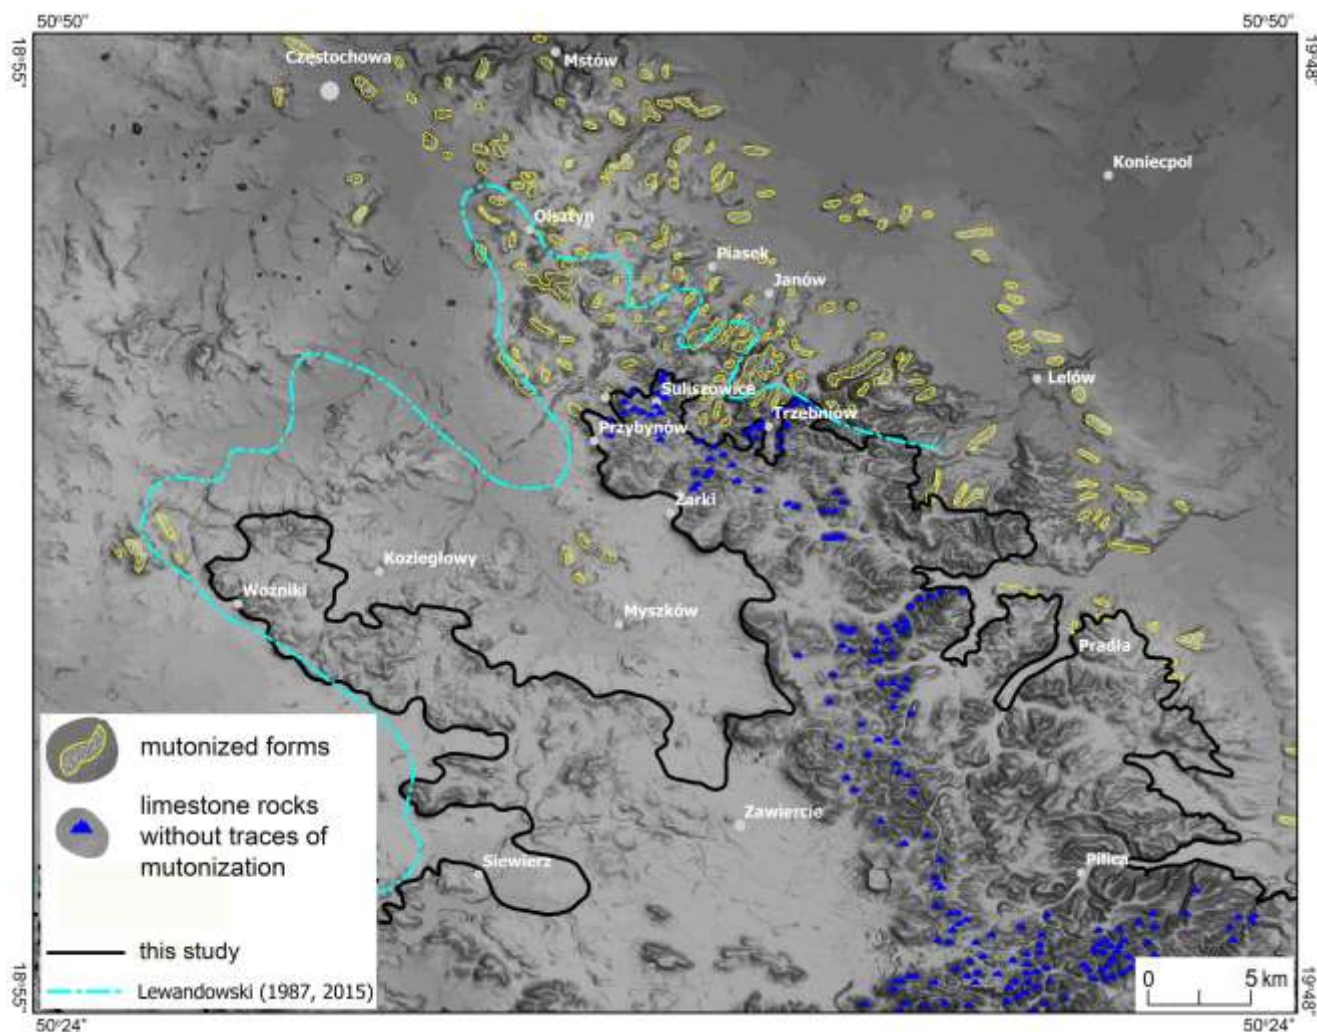 50°50" 50°50"
18°55"
19°48"
Częstochowa
Mstów
Koniecpol
Olsztyn
Piasek
Janów
Lelów
Suliszowice
Przybynów
Trzebniów
Żarki
Koziegłowy
Woźniki
Myszków
Pradła
mutonized forms
limestone rocks
without traces of
mutonization
Zawiercie
Siewierz
Pilica
this study
Lewandowski (1987, 2015)
0 5 km
18°55"
19°48"
50°24" 50°24"